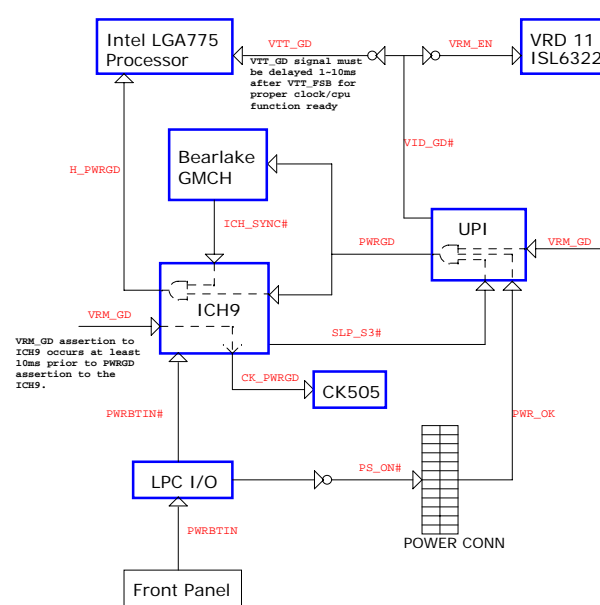 Intel LGA775
Processor
VTT_GD
VTT_GD signal must
be delayed 1~10ms
after VTT_FSB for
proper clock/cpu
function ready
VRM_EN
VRD 11
ISL6322
VID_GD#
H_PWRGD
Bearlake
GMCH
ICH_SYNC#
PWRGD
UPI
VRM_GD
ICH9
VRM_GD
VRM_GD assertion to
ICH9 occurs at least
10ms prior to PWRGD
assertion to the
ICH9.
SLP_S3#
CK_PWRGD
CK505
PWRBTIN#
PWR_OK
LPC I/O
PS_ON#
PWRBTIN
POWER CONN
Front Panel